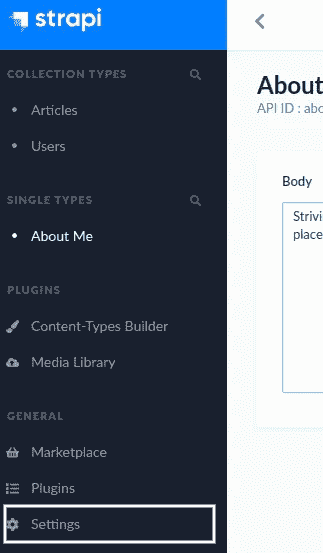 strapi
COLLECTION TYPES
Articles
Users
SINGLE TYPES
About Me
PLUGINS
Content-Types Builder
Media Library
GENERAL
Marketplace
Plugins
Settings
About
API ID : abo
Body
Strivi
place